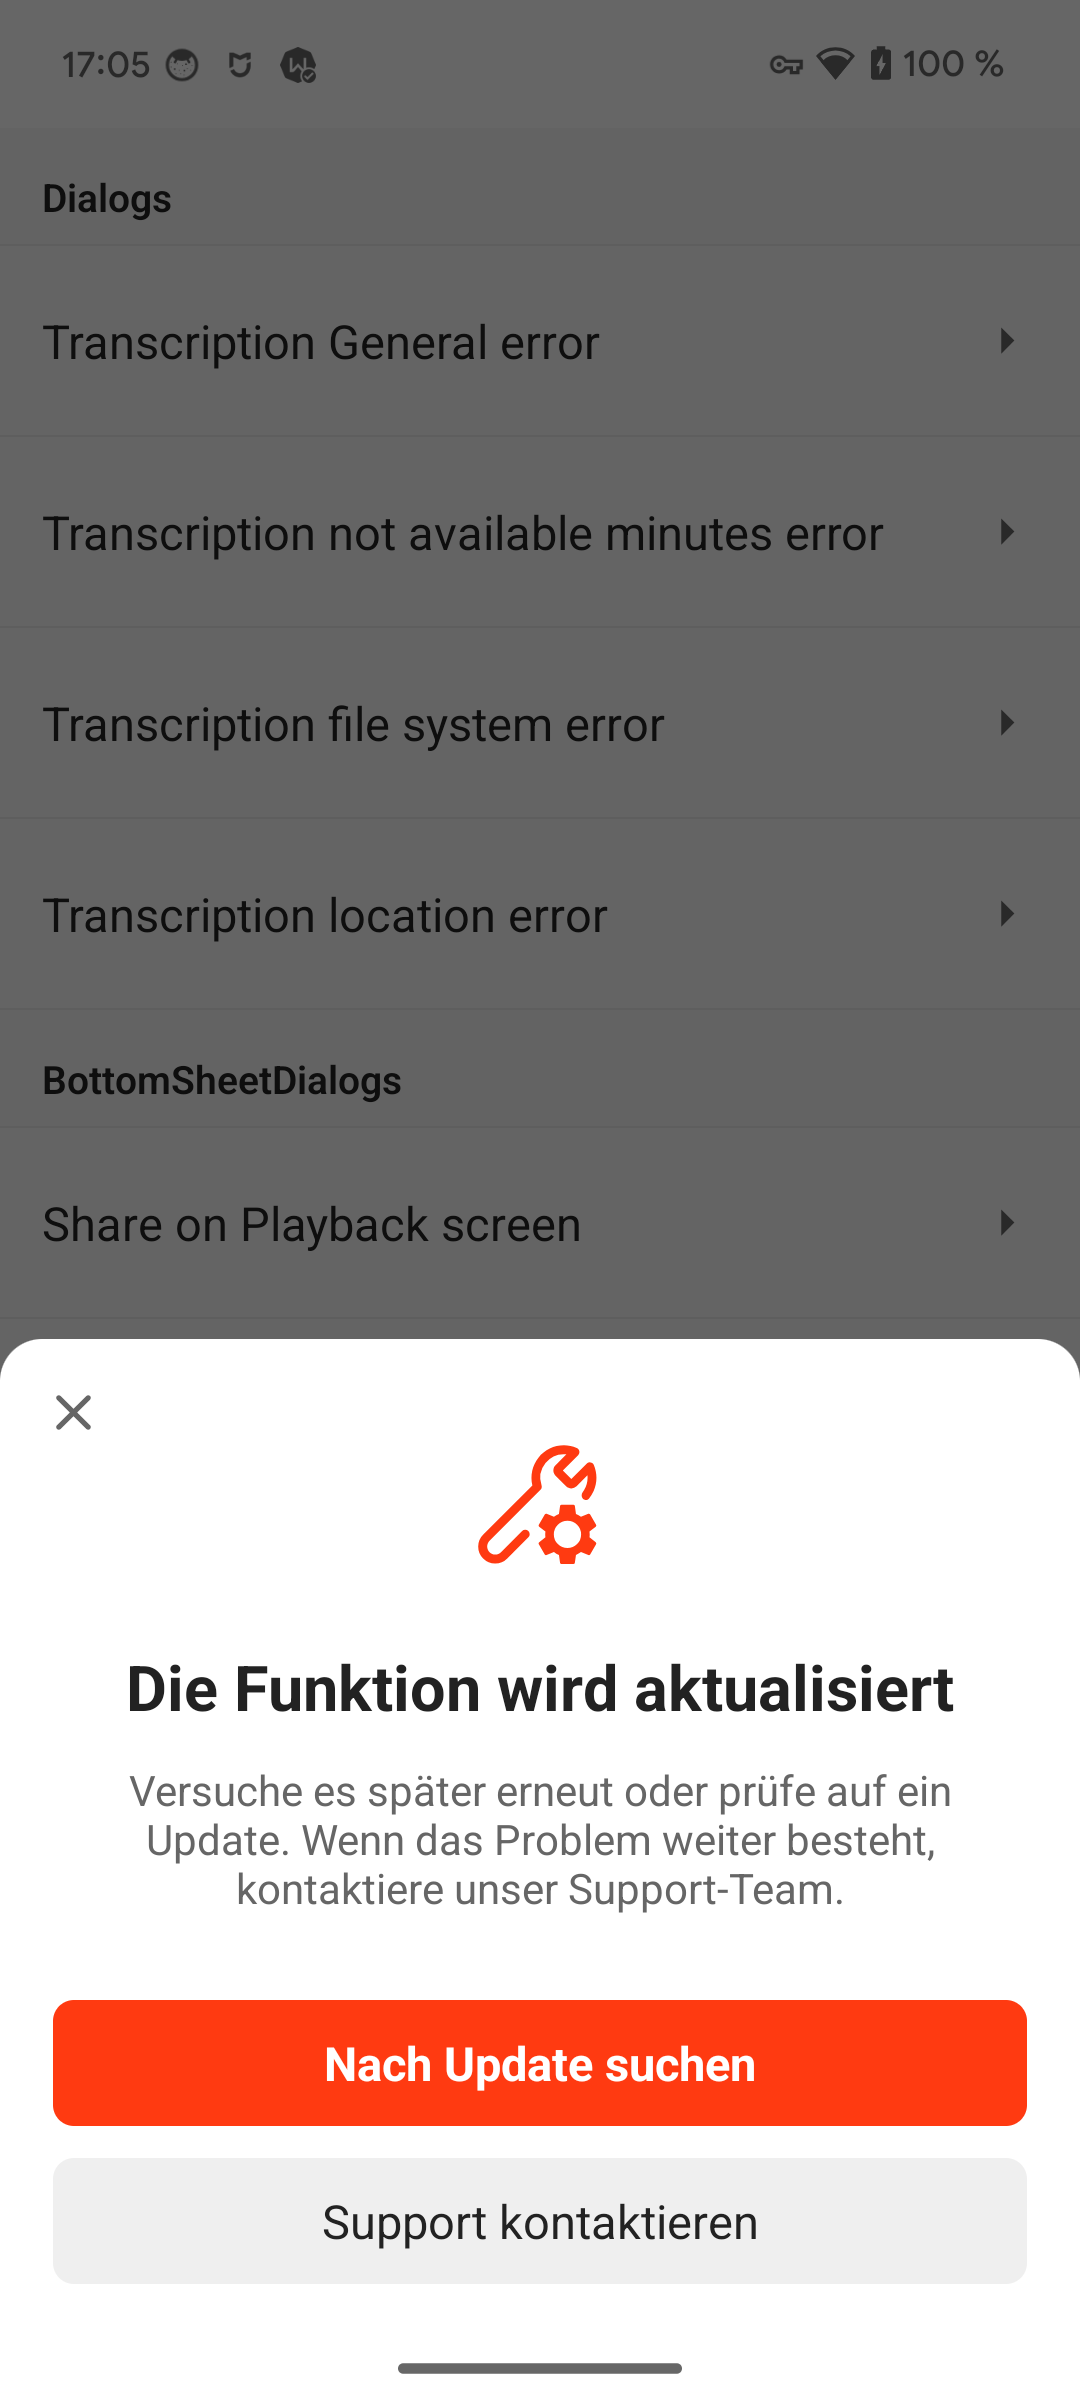 17:05
100 %
Dialogs
Transcription General error
Transcription not available minutes error
Transcription file system error
Transcription location error
BottomSheetDialogs
Share on Playback screen
Die Funktion wird aktualisiert
Versuche es später erneut oder prüfe auf ein
Update. Wenn das Problem weiter besteht,
kontaktiere unser Support-Team.
Nach Update suchen
Support kontaktieren